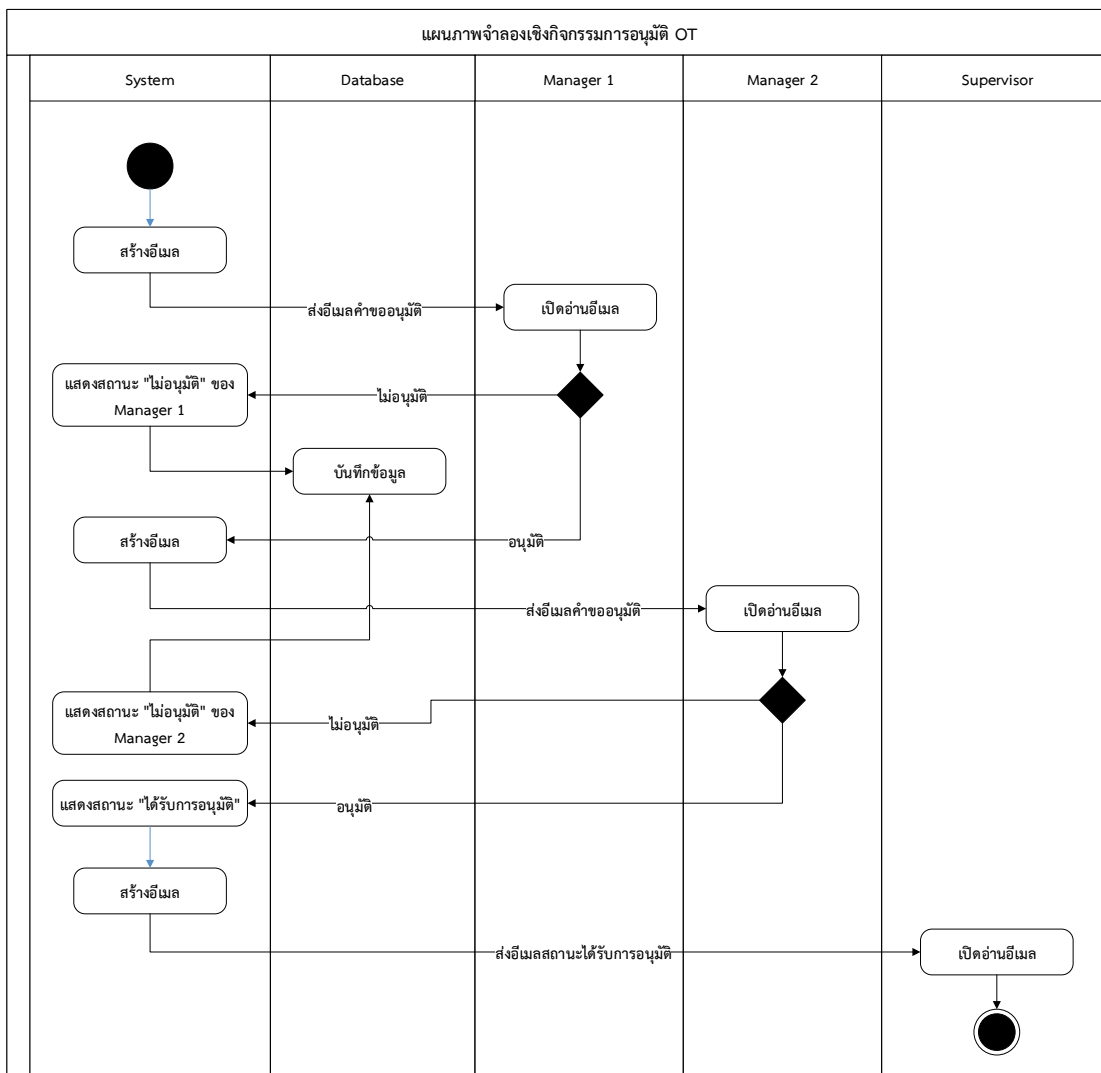 แผนภาพจำลองเชิงกิจกรรมการอนุมัติ OT
System
Database
Manager 1
Manager 2
Supervisor
สร้างอีเมล
ส่งอีเมลคำขออนุมัติ
เปิดอ่านอีเมล
แสดงสถานะ "ไม่อนุมัติ" ของ
Manager 1
ไม่อนุมัติ
บันทึกข้อมูล
สร้างอีเมล
อนุมัติ
ส่งอีเมลคำขออนุมัติ
เปิดอ่านอีเมล
แสดงสถานะ "ไม่อนุมัติ" ของ
Manager 2
ไม่อนุมัติ
แสดงสถานะ "ได้รับการอนุมัติ"
อนุมัติ
สร้างอีเมล
ส่งอีเมลสถานะได้รับการอนุมัติ
เปิดอ่านอีเมล